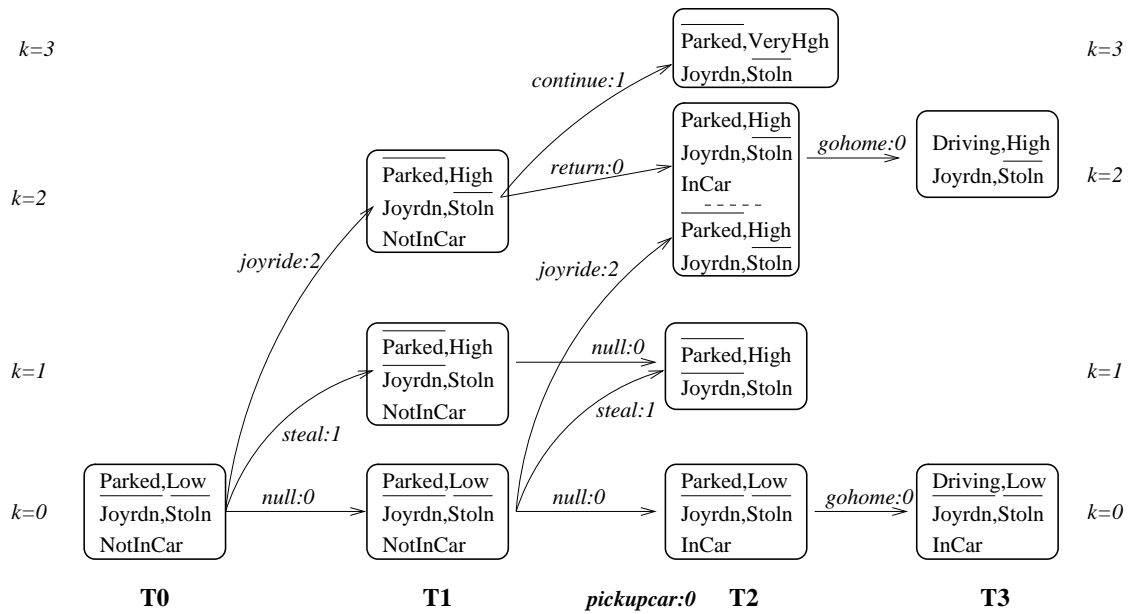 k=3
Parked,VeryHgh
Joyrdn,Stoln
k=3
continue:1
Parked,High
Joyrdn,Stoln
InCar
Parked,High
Joyrdn,Stoln
gohome:0
Driving,High
Joyrdn,Stoln
return:0
k=2
Parked,High
Joyrdn,Stoln
NotInCar
k=2
joyride:2
joyride:2
k=1
Parked,High
Joyrdn,Stoln
NotInCar
null:0
Parked,High
Joyrdn,Stoln
k=1
steal:1
steal:1
k=0
Parked,Low
Joyrdn,Stoln
NotInCar
null:0
Parked,Low
Joyrdn,Stoln
NotInCar
null:0
Parked,Low
Joyrdn,Stoln
InCar
gohome:0
Driving,Low
Joyrdn,Stoln
InCar
k=0
T0
T1
pickupcar:0
T2
T3